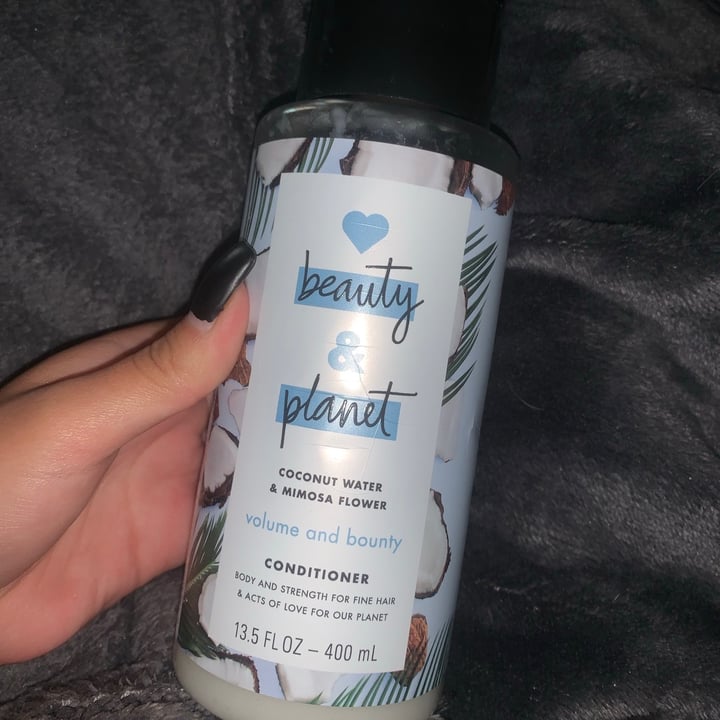 beauty
&
planet
COCONUT WATER
& MIMOSA FLOWER
volume and bounty
CONDITIONER
BODY AND STRENGTH FOR FINE HAIR
& ACTS OF LOVE FOR OUR PLANET
13.5 FL OZ – 400 mL